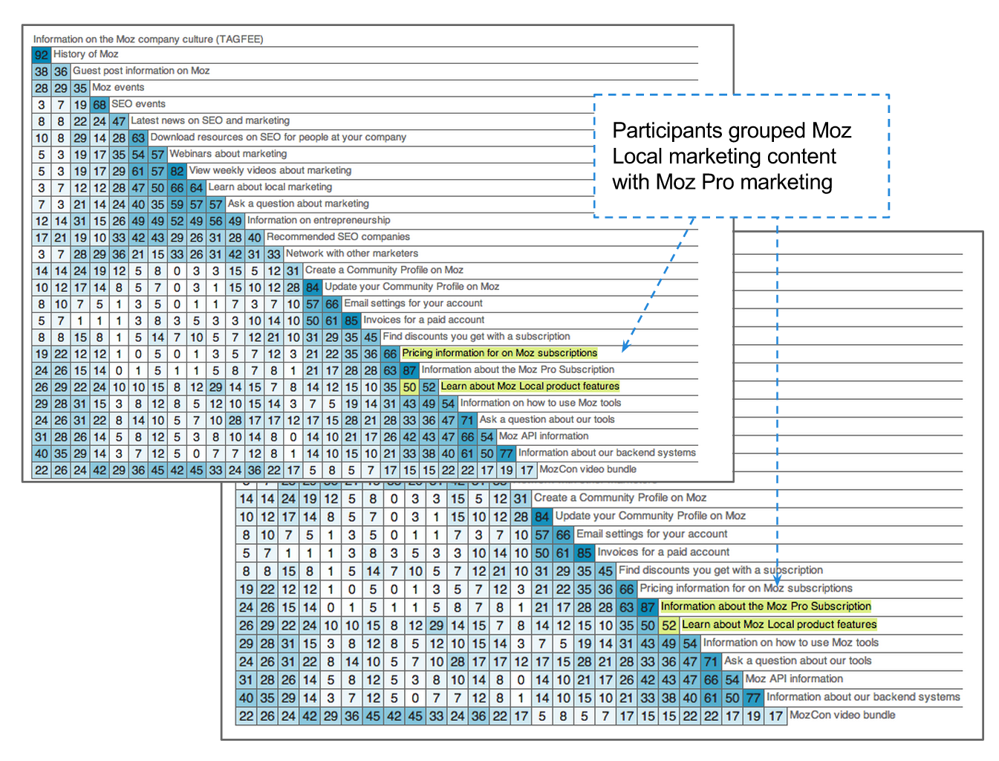 Information on the Moz company culture (TAGFEE)
92 History of Moz
38 36 Guest post information on Moz
28 29 35 Moz events
3 7 19 68 SEO events
8 8 22 24 47 Latest news on SEO and marketing
10 8 29 14 28 63 Download resources on SEO for people at your company
5 3 19 17 35 54 57 Webinars about marketing
5 3 19 17 29 61 57 82 View weekly videos about marketing
3 7 12 12 28 47 50 66 64 Learn about local marketing
7 3 21 14 24 40 35 59 57 57 Ask a question about marketing
12 14 31 15 26 49 49 52 49 56 49 Information on entrepreneurship
17 21 19 10 33 42 43 29 26 31 28 40 Recommended SEO companies
3 7 28 29 36 21 15 33 26 31 42 31 33 Network with other marketers
14 14 24 19 12 5 8 0 3 3 15 5 12 31 Create a Community Profile on Moz
10 12 17 14 8 5 7 0 3 1 15 10 12 28 84 Update your Community Profile on Moz
8 10 7 5 1 3 5 0 1 1 7 3 7 10 57 66 Email settings for your account
5 7 1 1 1 3 8 3 5 3 3 10 14 10 50 61 85 Invoices for a paid account
8 8 15 8 1 5 14 7 10 5 7 12 21 10 31 29 35 45 Find discounts you get with a subscription
19 22 12 12 1 0 5 0 1 3 5 7 12 3 21 22 35 36 66 Pricing information for on Moz subscriptions
24 26 15 14 0 1 5 1 1 5 8 7 8 1 21 17 28 28 63 87 Information about the Moz Pro Subscription
26 29 22 24 10 10 15 8 12 29 14 15 7 8 14 12 15 10 35 50 52 Learn about Moz Local product features
29 28 31 15 3 8 12 8 5 12 10 15 14 3 7 5 19 14 31 43 49 54 Information on how to use Moz tools
24 26 31 22 8 14 10 5 7 10 28 17 17 12 17 15 28 21 28 33 36 47 71 Ask a question about our tools
31 28 26 14 5 8 12 5 3 8 10 14 8 0 14 10 21 17 26 42 43 47 66 54 Moz API information
40 35 29 14 3 7 12 5 0 7 7 12 8 1 14 10 15 10 21 33 38 40 61 50 77 Information about our backend systems
22 26 24 42 29 36 45 42 45 33 24 36 22 17 5 8 5 7 17 15 15 22 22 17 19 17 MozCon video bundle
Participants grouped Moz
Local marketing content
with Moz Pro marketing
14 14 24 19 12 5 8 0 3 3 15 5 12 31 Create a Community Profile on Moz
10 12 17 14 8 5 7 0 3 1 15 10 12 28 84 Update your Community Profile on Moz
8 10 7 5 1 3 5 0 1 1 7 3 7 10 57 66 Email settings for your account
5 7 1 1 1 3 8 3 5 3 3 10 14 10 50 61 85 Invoices for a paid account
8 8 15 8 1 5 14 7 10 5 7 12 21 10 31 29 35 45 Find discounts you get with a subscription
19 22 12 12 1 0 5 0 1 3 5 7 12 3 21 22 35 36 66 Pricing information for on Moz subscriptions
24 26 15 14 0 1 5 1 1 5 8 7 8 1 21 17 28 28 63 87 Information about the Moz Pro Subscription
26 29 22 24 10 10 15 8 12 29 14 15 7 8 14 12 15 10 35 50 52 Learn about Moz Local product features
29 28 31 15 3 8 12 8 5 12 10 15 14 3 7 5 19 14 31 43 49 54 Information on how to use Moz tools
24 26 31 22 8 14 10 5 7 10 28 17 17 12 17 15 28 21 28 33 36 47 71 Ask a question about our tools
31 28 26 14 5 8 12 5 3 8 10 14 8 0 14 10 21 17 26 42 43 47 66 54 Moz API information
40 35 29 14 3 7 12 5 0 7 7 12 8 1 14 10 15 10 21 33 38 40 61 50 77 Information about our backend systems
22 26 24 42 29 36 45 42 45 33 24 36 22 17 5 8 5 7 17 15 15 22 22 17 19 17 MozCon video bundle